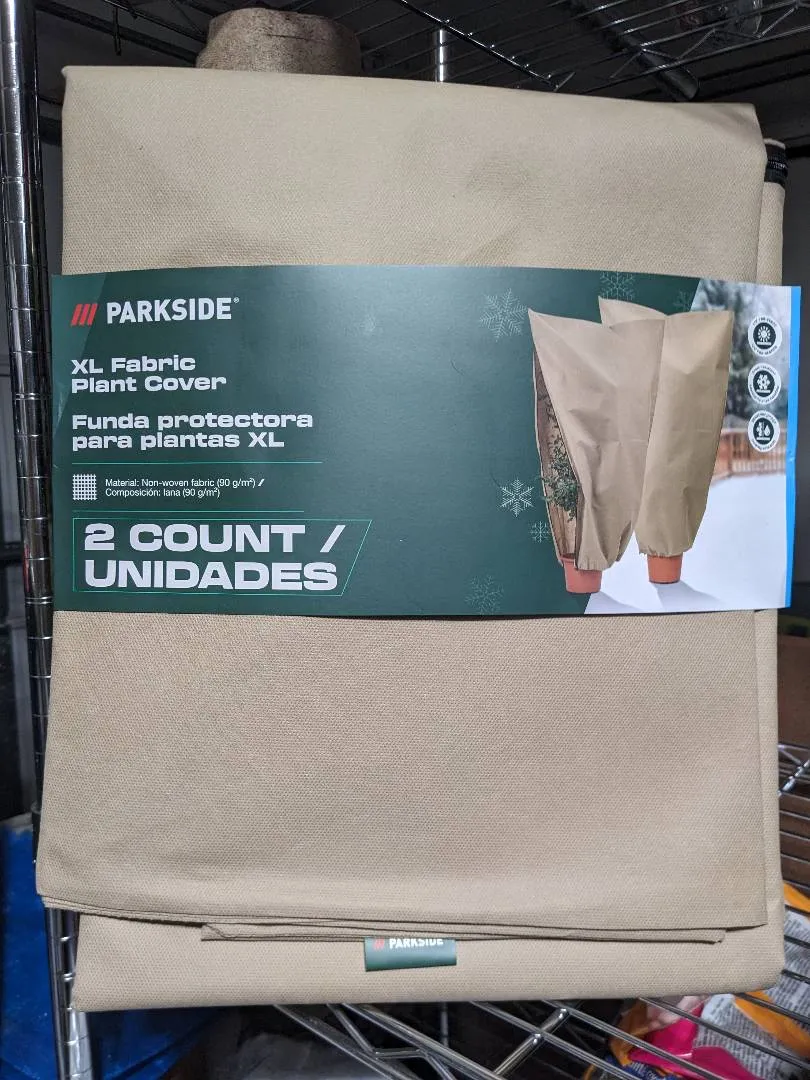 PARKSIDE®
XL Fabric
Plant Cover
Funda protectora
para plantas XL
Material: Non-woven fabric (90 g/m²) /
Composición: lana (90 g/m²)
2 COUNT /
UNIDADES
PARKSIDE